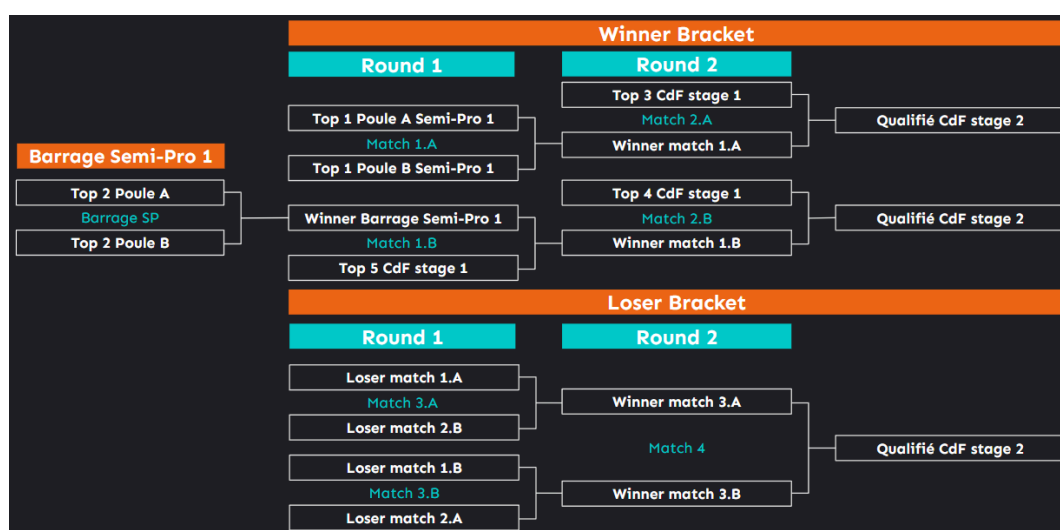 Winner Bracket
Round 1
Round 2
Top 3 CdF stage 1
Top 1 Poule A Semi-Pro 1
Match 2.A
Qualifié CdF stage 2
Match 1.A
Winner match 1.A
Barrage Semi-Pro 1
Top 1 Poule B Semi-Pro 1
Top 2 Poule A
Top 4 CdF stage 1
Barrage SP
Winner Barrage Semi-Pro 1
Match 2.B
Qualifié CdF stage 2
Top 2 Poule B
Match 1.B
Winner match 1.B
Top 5 CdF stage 1
Loser Bracket
Round 1
Round 2
Loser match 1.A
Match 3.A
Winner match 3.A
Loser match 2.B
Match 4
Qualifié CdF stage 2
Loser match 1.B
Match 3.B
Winner match 3.B
Loser match 2.A